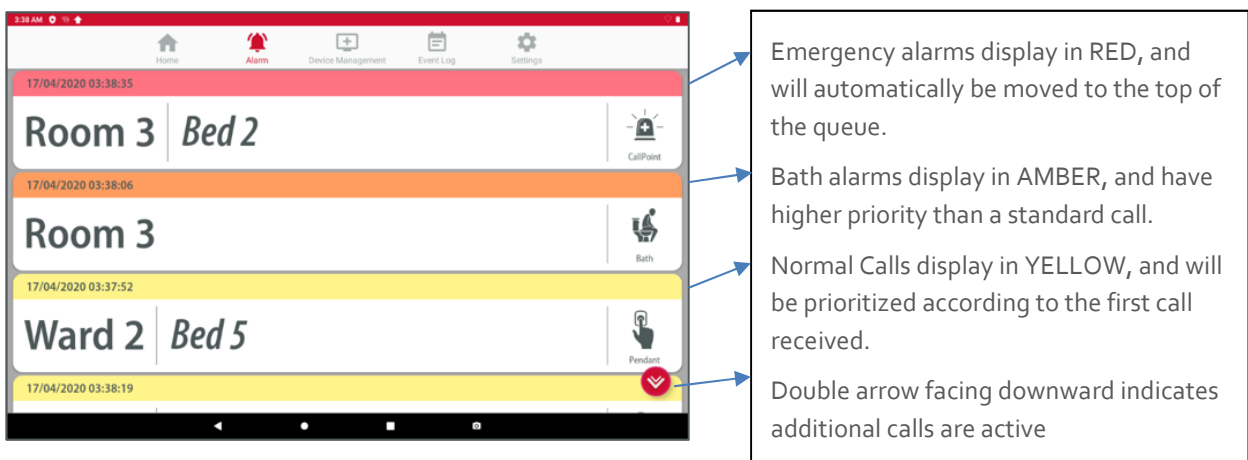 3:38 AM
Home
Alarm
Device Management
Event Log
Settings
17/04/2020 03:38:35
Room 3 Bed 2
CallPoint
17/04/2020 03:38:06
Room 3
Bath
17/04/2020 03:37:52
Ward 2 Bed 5
Pendant
17/04/2020 03:38:19
Emergency alarms display in RED, and
will automatically be moved to the top of
the queue.
Bath alarms display in AMBER, and have
higher priority than a standard call.
Normal Calls display in YELLOW, and will
be prioritized according to the first call
received.
Double arrow facing downward indicates
additional calls are active